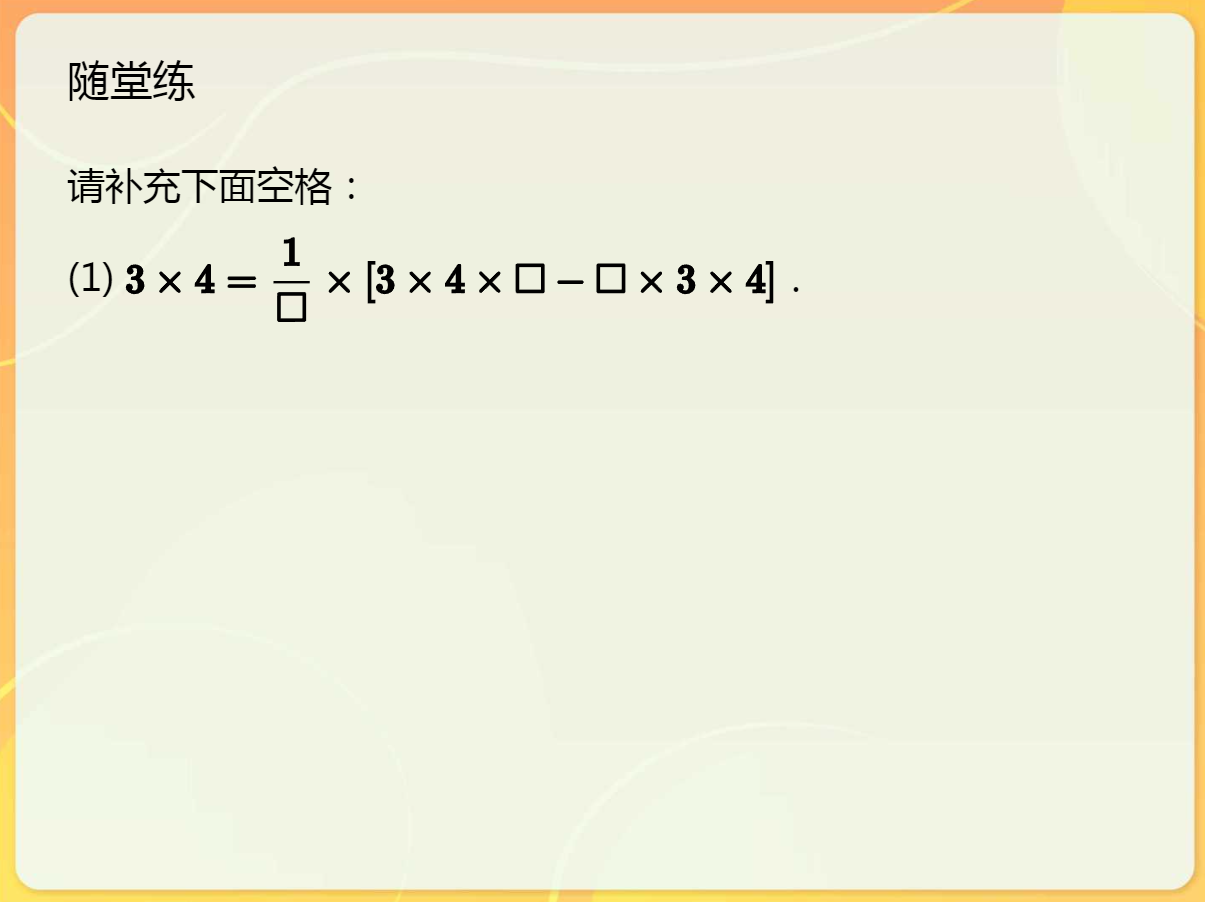 随堂练
请补充下面空格：
(1) 3 × 4 = 1/□ × [3 × 4 × □ − □ × 3 × 4] .